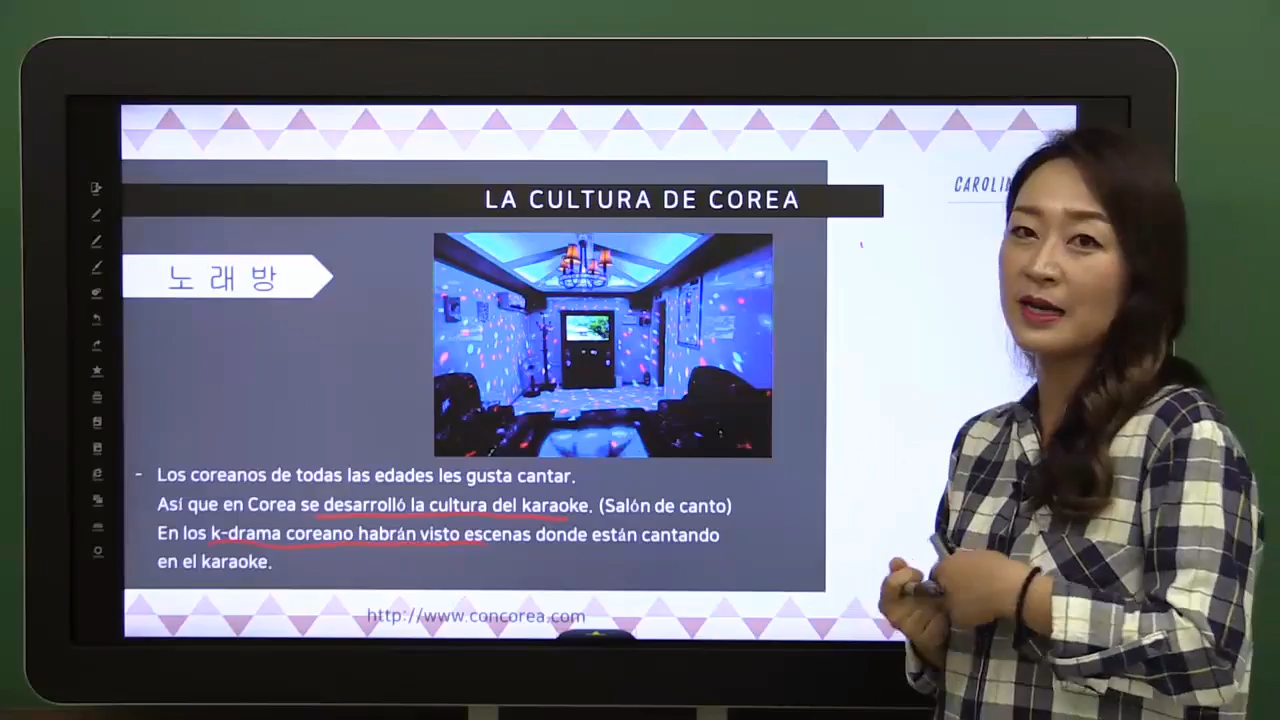 CAROLIN
LA CULTURA DE COREA
노래방
- Los coreanos de todas las edades les gusta cantar.
Así que en Corea se desarrolló la cultura del karaoke. (Salón de canto)
En los k-drama coreano habrán visto escenas donde están cantando
en el karaoke.
http://www.concorea.com